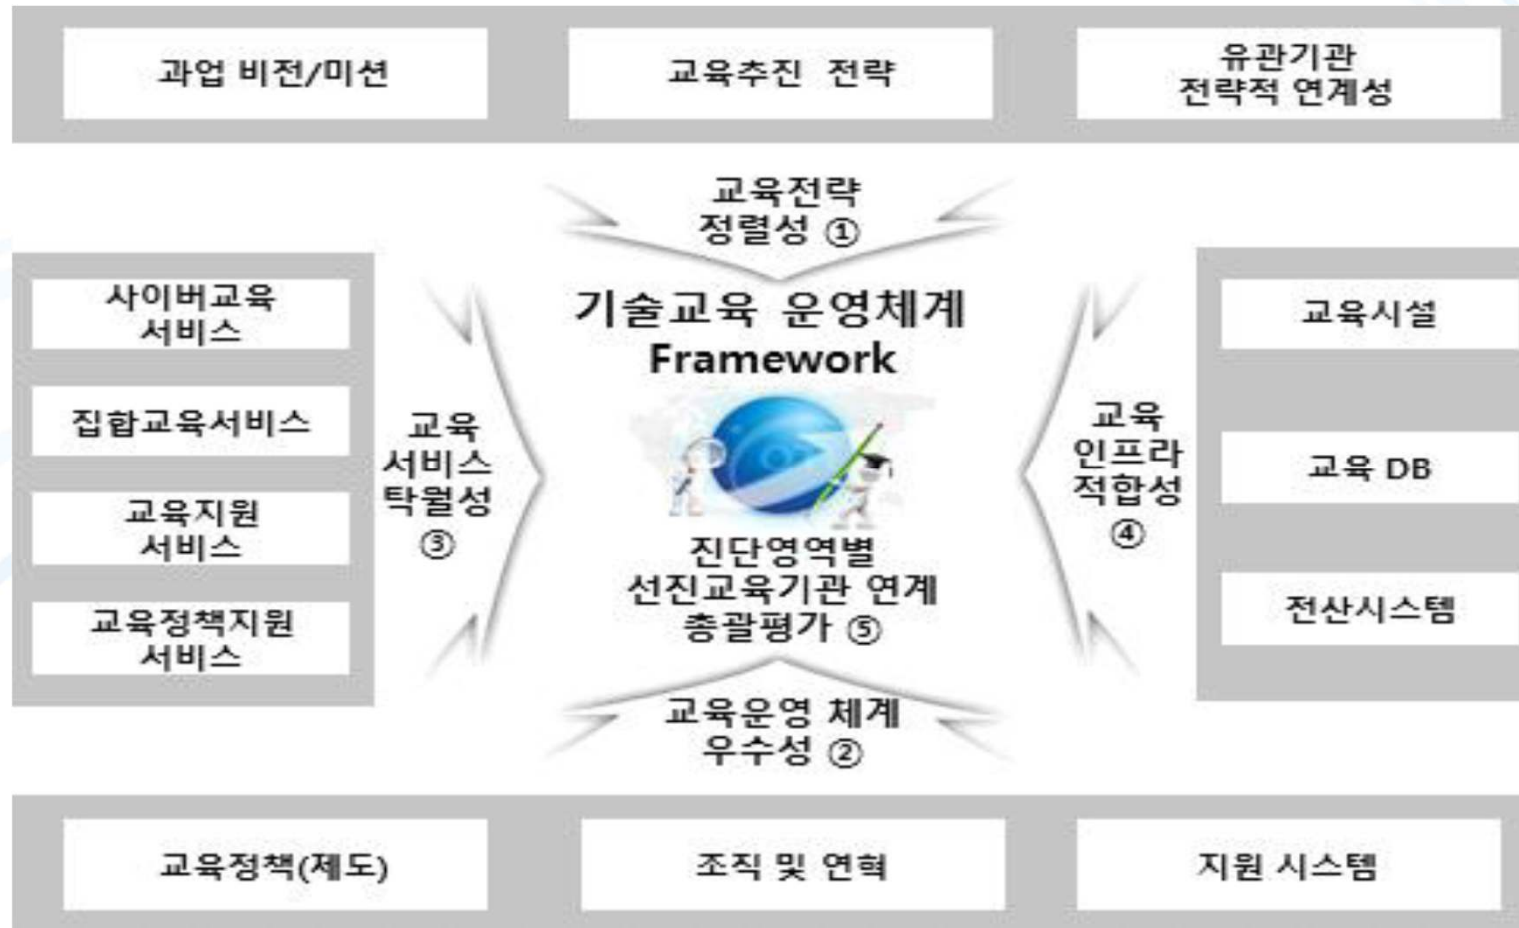 과업 비전/미션
교육추진 전략
유관기관
전략적 연계성
교육전략
정렬성 ①
사이버교육
서비스
집합교육서비스
교육지원
서비스
교육정책지원
서비스
교육
서비스
탁월성
③
기술교육 운영체계
Framework
진단영역별
선진교육기관 연계
총괄평가 ⑤
교육
인프라
적합성
④
교육시설
교육 DB
전산시스템
교육운영 체계
우수성 ②
교육정책(제도)
조직 및 연혁
지원 시스템